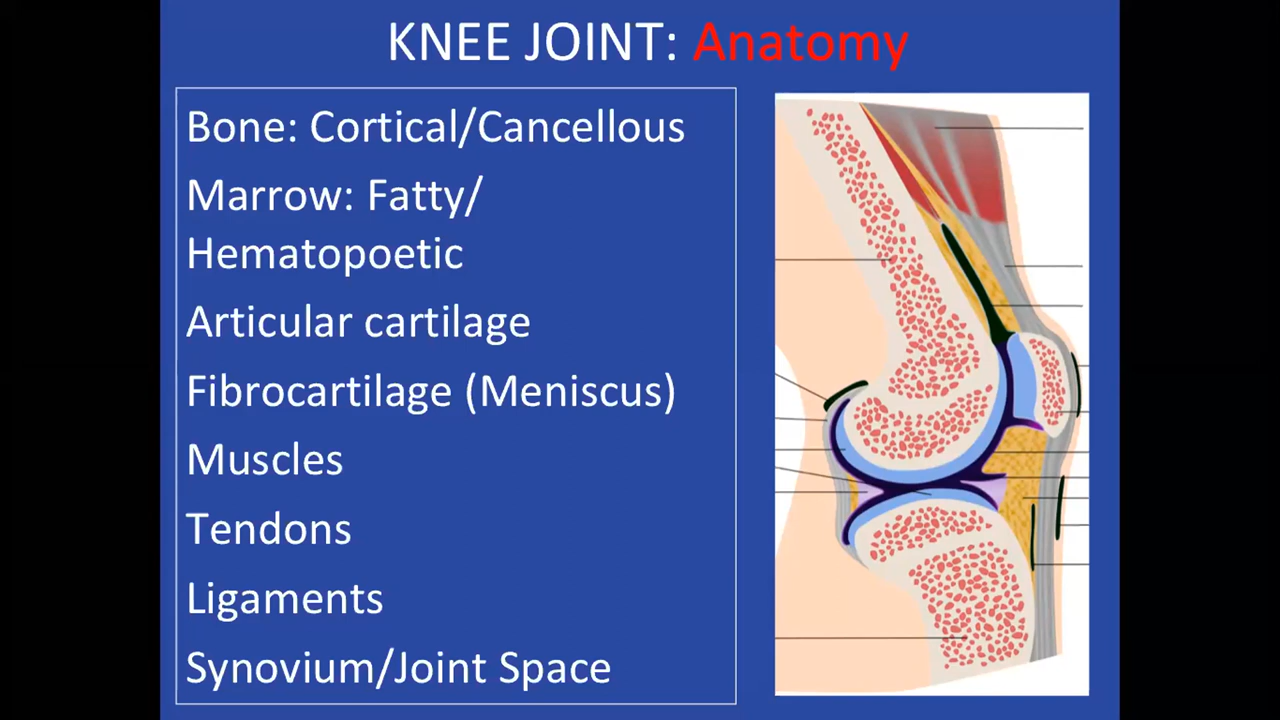 KNEE JOINT: Anatomy
Bone: Cortical/Cancellous
Marrow: Fatty/
Hematopoetic
Articular cartilage
Fibrocartilage (Meniscus)
Muscles
Tendons
Ligaments
Synovium/Joint Space